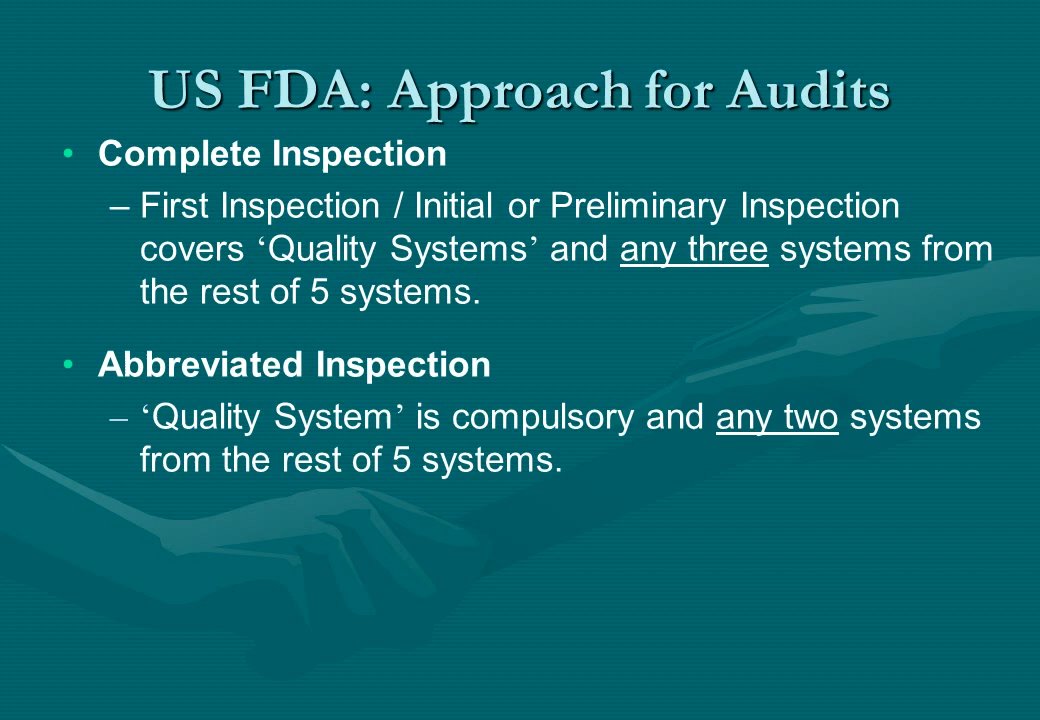 US FDA: Approach for Audits
• Complete Inspection
– First Inspection / Initial or Preliminary Inspection
covers ‘Quality Systems’ and any three systems from
the rest of 5 systems.
• Abbreviated Inspection
– ‘Quality System’ is compulsory and any two systems
from the rest of 5 systems.